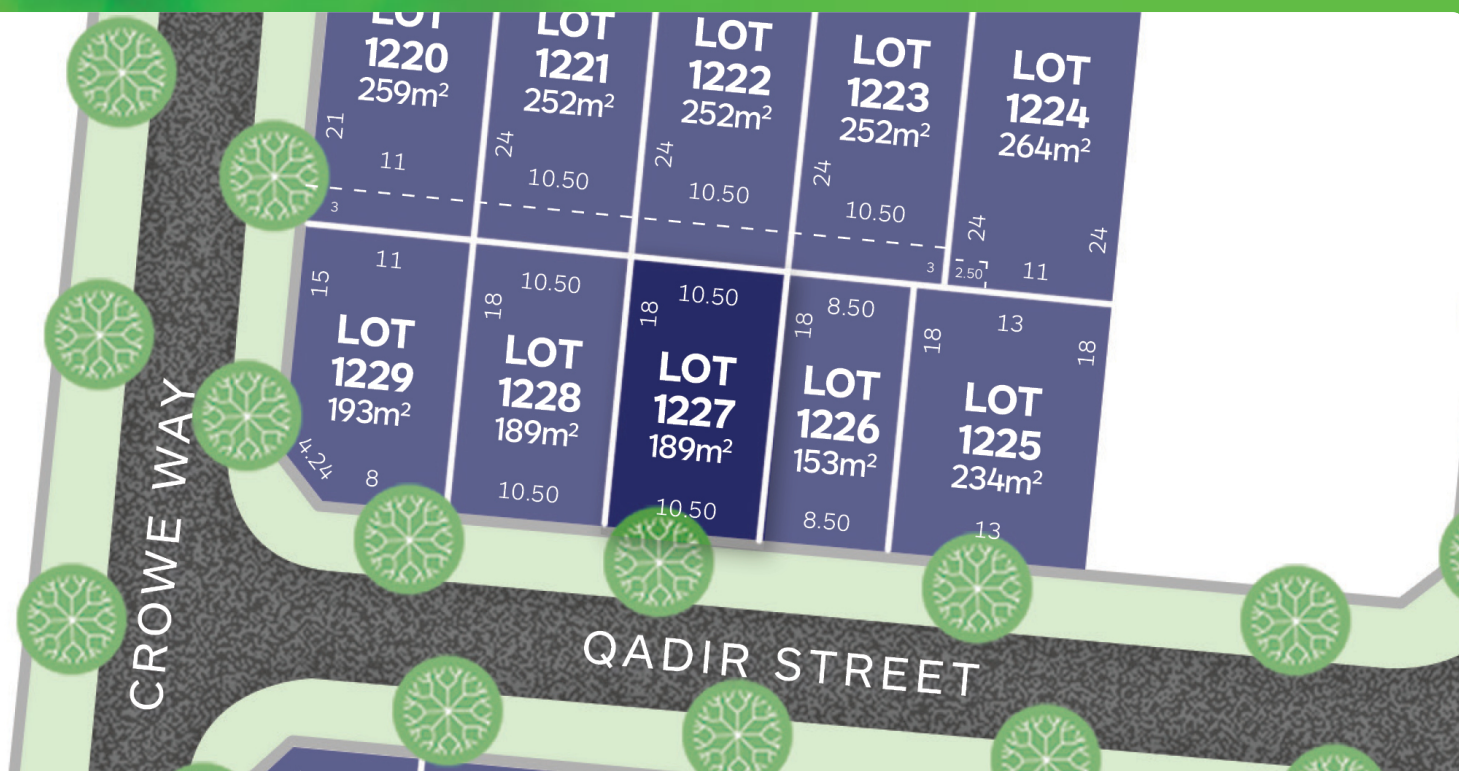 LOT
1220
259m²
21
11
3
LOT
1221
252m²
24
10.50
LOT
1222
252m²
24
10.50
LOT
1223
252m²
24
10.50
3
LOT
1224
264m²
24
24
2.50
11
11
15
LOT
1229
193m²
4.24
8
10.50
18
LOT
1228
189m²
10.50
10.50
18
LOT
1227
189m²
10.50
8.50
18
LOT
1226
153m²
8.50
13
18
18
LOT
1225
234m²
13
CROWE WAY
QADIR STREET